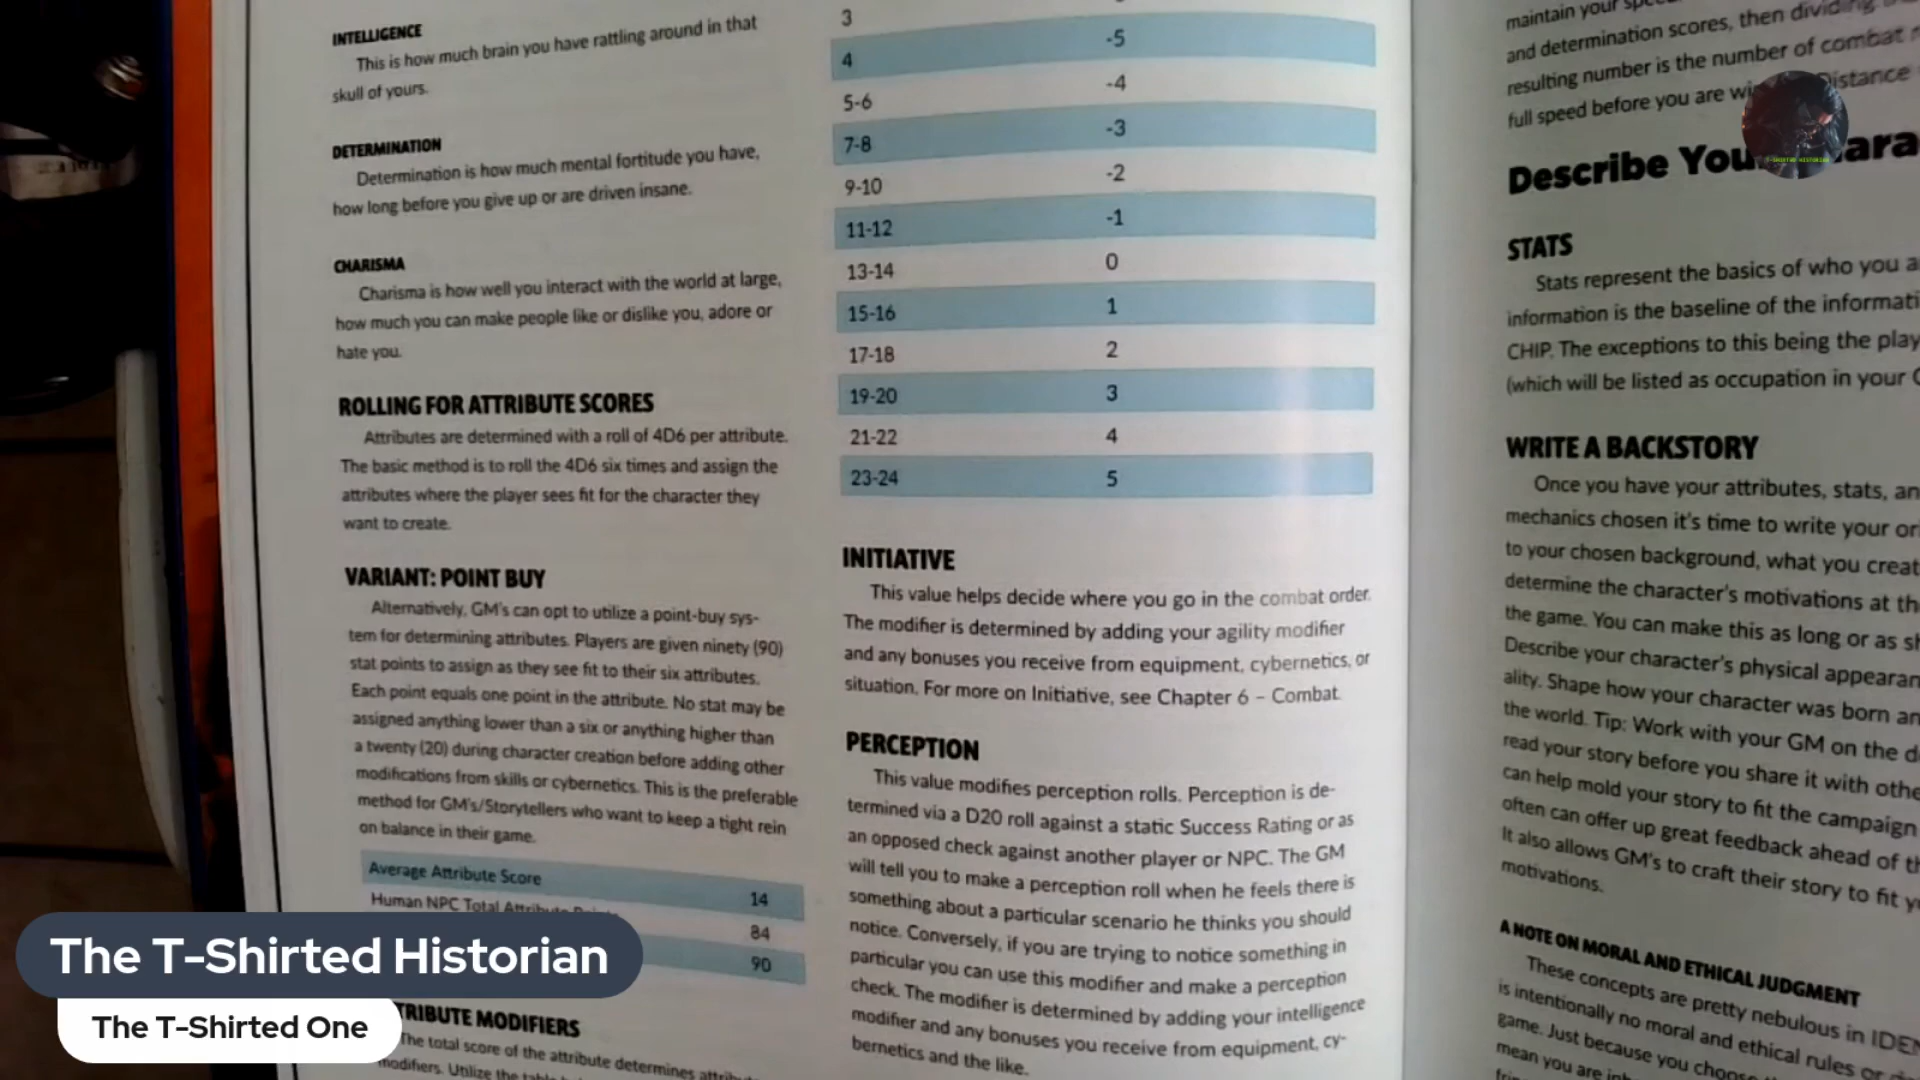 INTELLIGENCE
This is how much brain you have rattling around in that
skull of yours.
DETERMINATION
Determination is how much mental fortitude you have,
how long before you give up or are driven insane.
CHARISMA
Charisma is how well you interact with the world at large,
how much you can make people like or dislike you, adore or
hate you.
ROLLING FOR ATTRIBUTE SCORES
Attributes are determined with a roll of 4D6 per attribute.
The basic method is to roll the 4D6 six times and assign the
attributes where the player sees fit for the character they
want to create.
VARIANT: POINT BUY
Alternatively, GM's can opt to utilize a point-buy sys-
tem for determining attributes. Players are given ninety (90)
stat points to assign as they see fit to their six attributes.
Each point equals one point in the attribute. No stat may be
assigned anything lower than a six or anything higher than
a twenty (20) during character creation before adding other
modifications from skills or cybernetics. This is the preferable
method for GM's/Storytellers who want to keep a tight rein
on balance in their game.
Average Attribute Score 14
Human NPC Total Attribute 84
90
TRIBUTE MODIFIERS
The total score of the attribute determines
modifiers. Utilize the
3
4 -5
5-6 -4
7-8 -3
9-10 -2
11-12 -1
13-14 0
15-16 1
17-18 2
19-20 3
21-22 4
23-24 5
INITIATIVE
This value helps decide where you go in the combat order.
The modifier is determined by adding your agility modifier
and any bonuses you receive from equipment, cybernetics, or
situation. For more on Initiative, see Chapter 6 – Combat.
PERCEPTION
This value modifies perception rolls. Perception is de-
termined via a D20 roll against a static Success Rating or as
an opposed check against another player or NPC. The GM
will tell you to make a perception roll when he feels there is
something about a particular scenario he thinks you should
notice. Conversely, if you are trying to notice something in
particular you can use this modifier and make a perception
check. The modifier is determined by adding your intelligence
modifier and any bonuses you receive from equipment, cy-
bernetics and the like.
maintain your
and determination scores, then dividing
resulting number is the number of combat
full speed before you are Distance
Describe You ara
T-SHIRTED HISTORIAN
STATS
Stats represent the basics of who you
information is the baseline of the
CHIP. The exceptions to this being the
(which will be listed as occupation in your
WRITE A BACKSTORY
Once you have your attributes, stats,
mechanics chosen it's time to write your
to your chosen background, what you
determine the character's motivations at
the game. You can make this as long or as
Describe your character's physical
ality. Shape how your character was born
the world. Tip: Work with your GM on the
read your story before you share it with
can help mold your story to fit the campaign
often can offer up great feedback ahead of
It also allows GM's to craft their story to fit
motivations.
A NOTE ON MORAL AND ETHICAL JUDGMENT
These concepts are pretty nebulous in
is intentionally no moral and ethical rules or
game. Just because you
mean you are
The T-Shirted Historian
The T-Shirted One